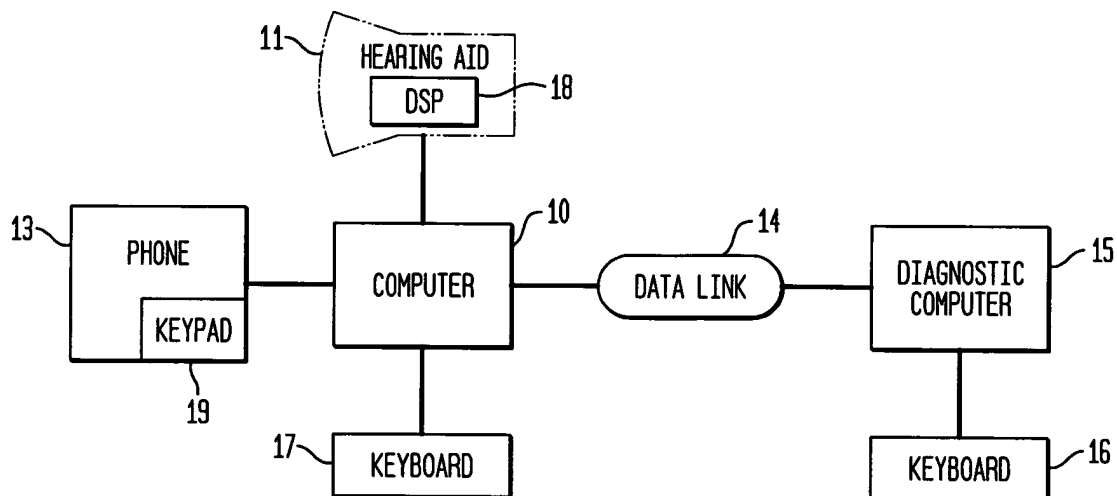 11
HEARING AID
DSP
18
13
PHONE
KEYPAD
19
10
COMPUTER
14
DATA LINK
15
DIAGNOSTIC
COMPUTER
17
KEYBOARD
KEYBOARD
16